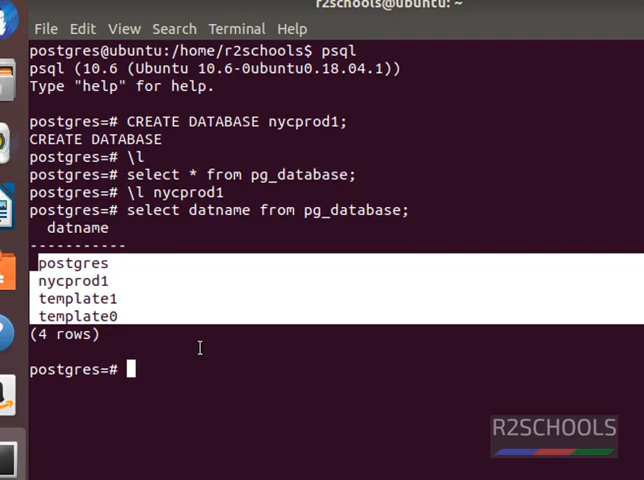 r2schools@ubuntu: ~
File Edit View Search Terminal Help
postgres@ubuntu:/home/r2schools$ psql
psql (10.6 (Ubuntu 10.6-0ubuntu0.18.04.1))
Type "help" for help.
postgres=# CREATE DATABASE nycprod1;
CREATE DATABASE
postgres=# \l
postgres=# select * from pg_database;
postgres=# \l nycprod1
postgres=# select datname from pg_database;
datname
-----------
postgres
nycprod1
template1
template0
(4 rows)
postgres=#
R2SCHOOLS